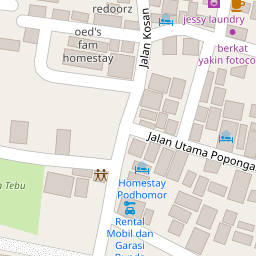 redoorz
jessy laundry
oed's
fam
homestay
Jalan Kosan
berkat
yakin fotoco
Jalan Utama Poponga
Tebu
Homestay
Podhomor
Rental
Mobil dan
Garasi